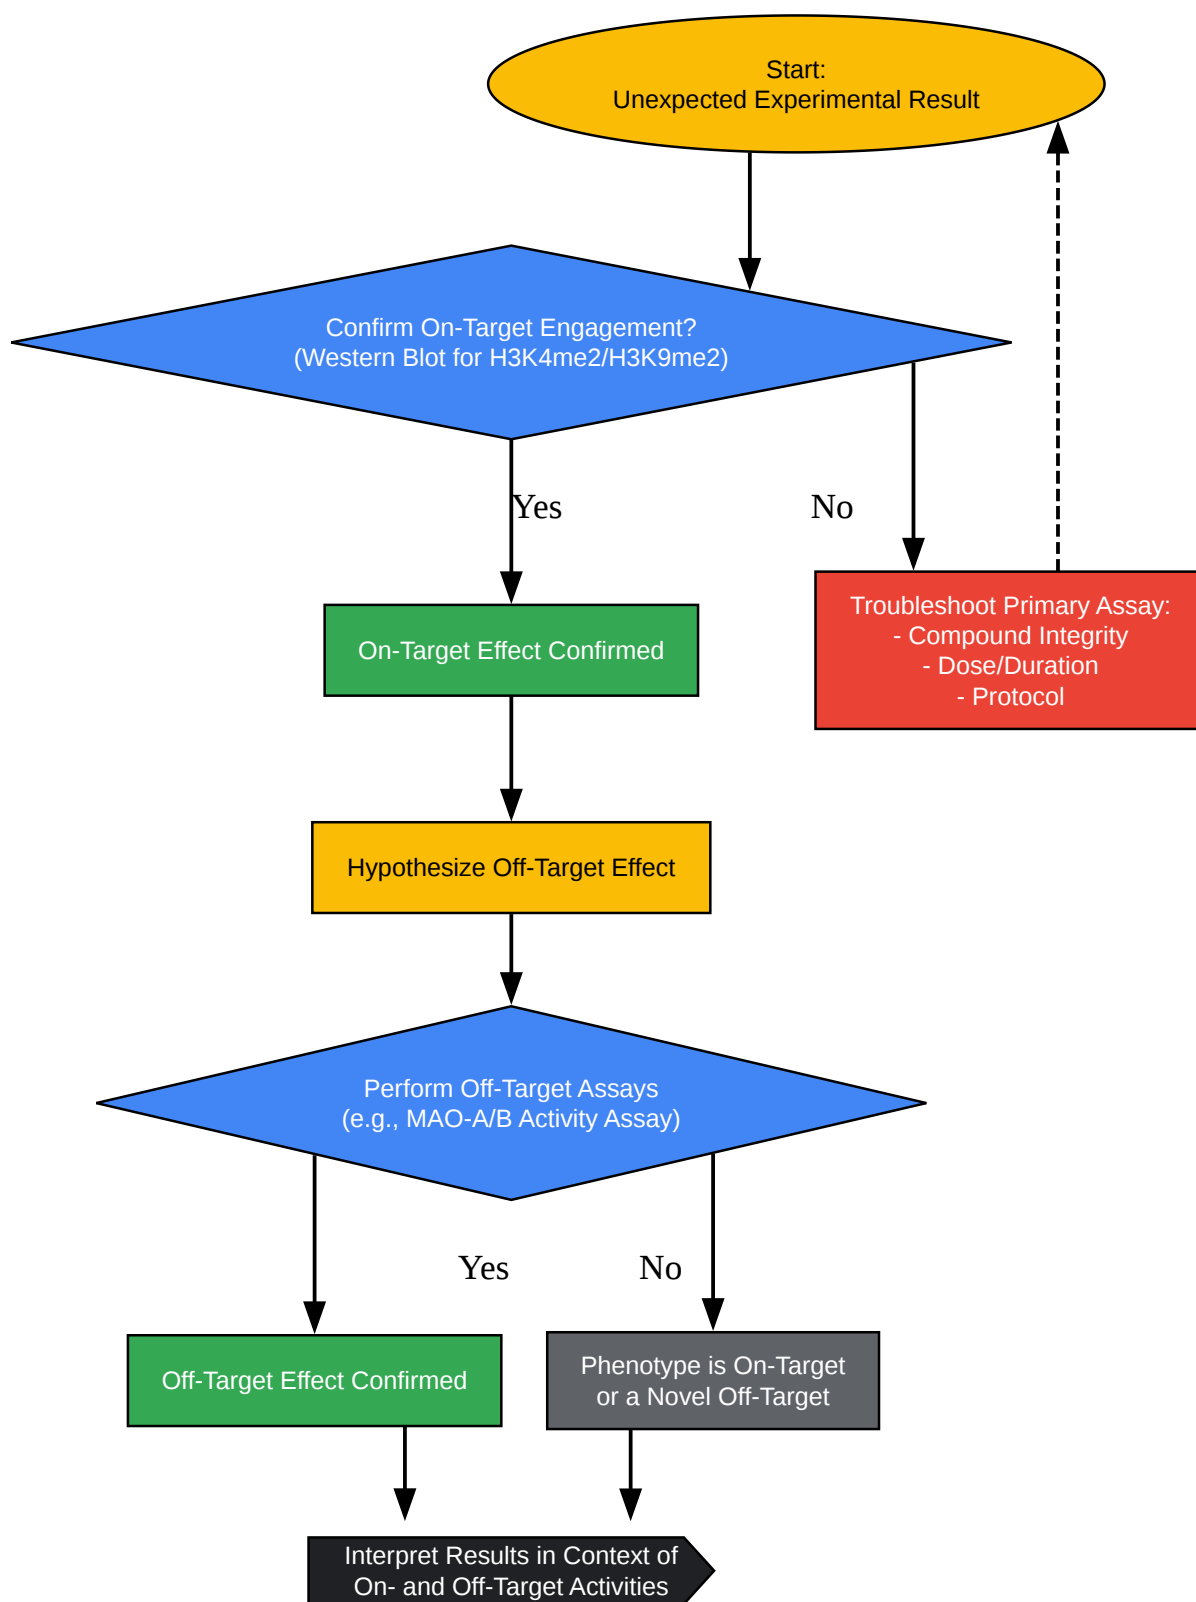 Start:
Unexpected Experimental Result
Confirm On-Target Engagement?
(Western Blot for H3K4me2/H3K9me2)
Yes
No
Troubleshoot Primary Assay:
- Compound Integrity
- Dose/Duration
- Protocol
On-Target Effect Confirmed
Hypothesize Off-Target Effect
Perform Off-Target Assays
(e.g., MAO-A/B Activity Assay)
Yes
No
Off-Target Effect Confirmed
Phenotype is On-Target
or a Novel Off-Target
Interpret Results in Context of
On- and Off-Target Activities